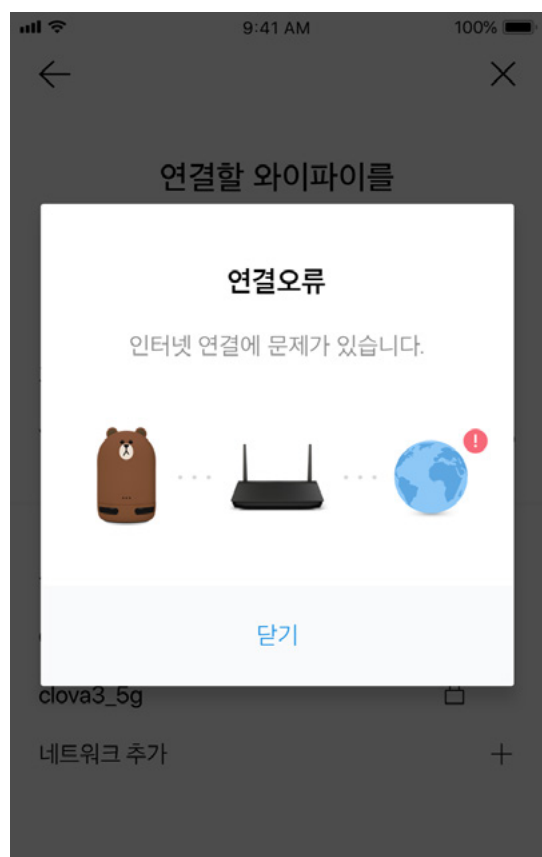 9:41 AM
100%
연결할 와이파이를
연결오류
인터넷 연결에 문제가 있습니다.
닫기
clova3_5g
네트워크 추가